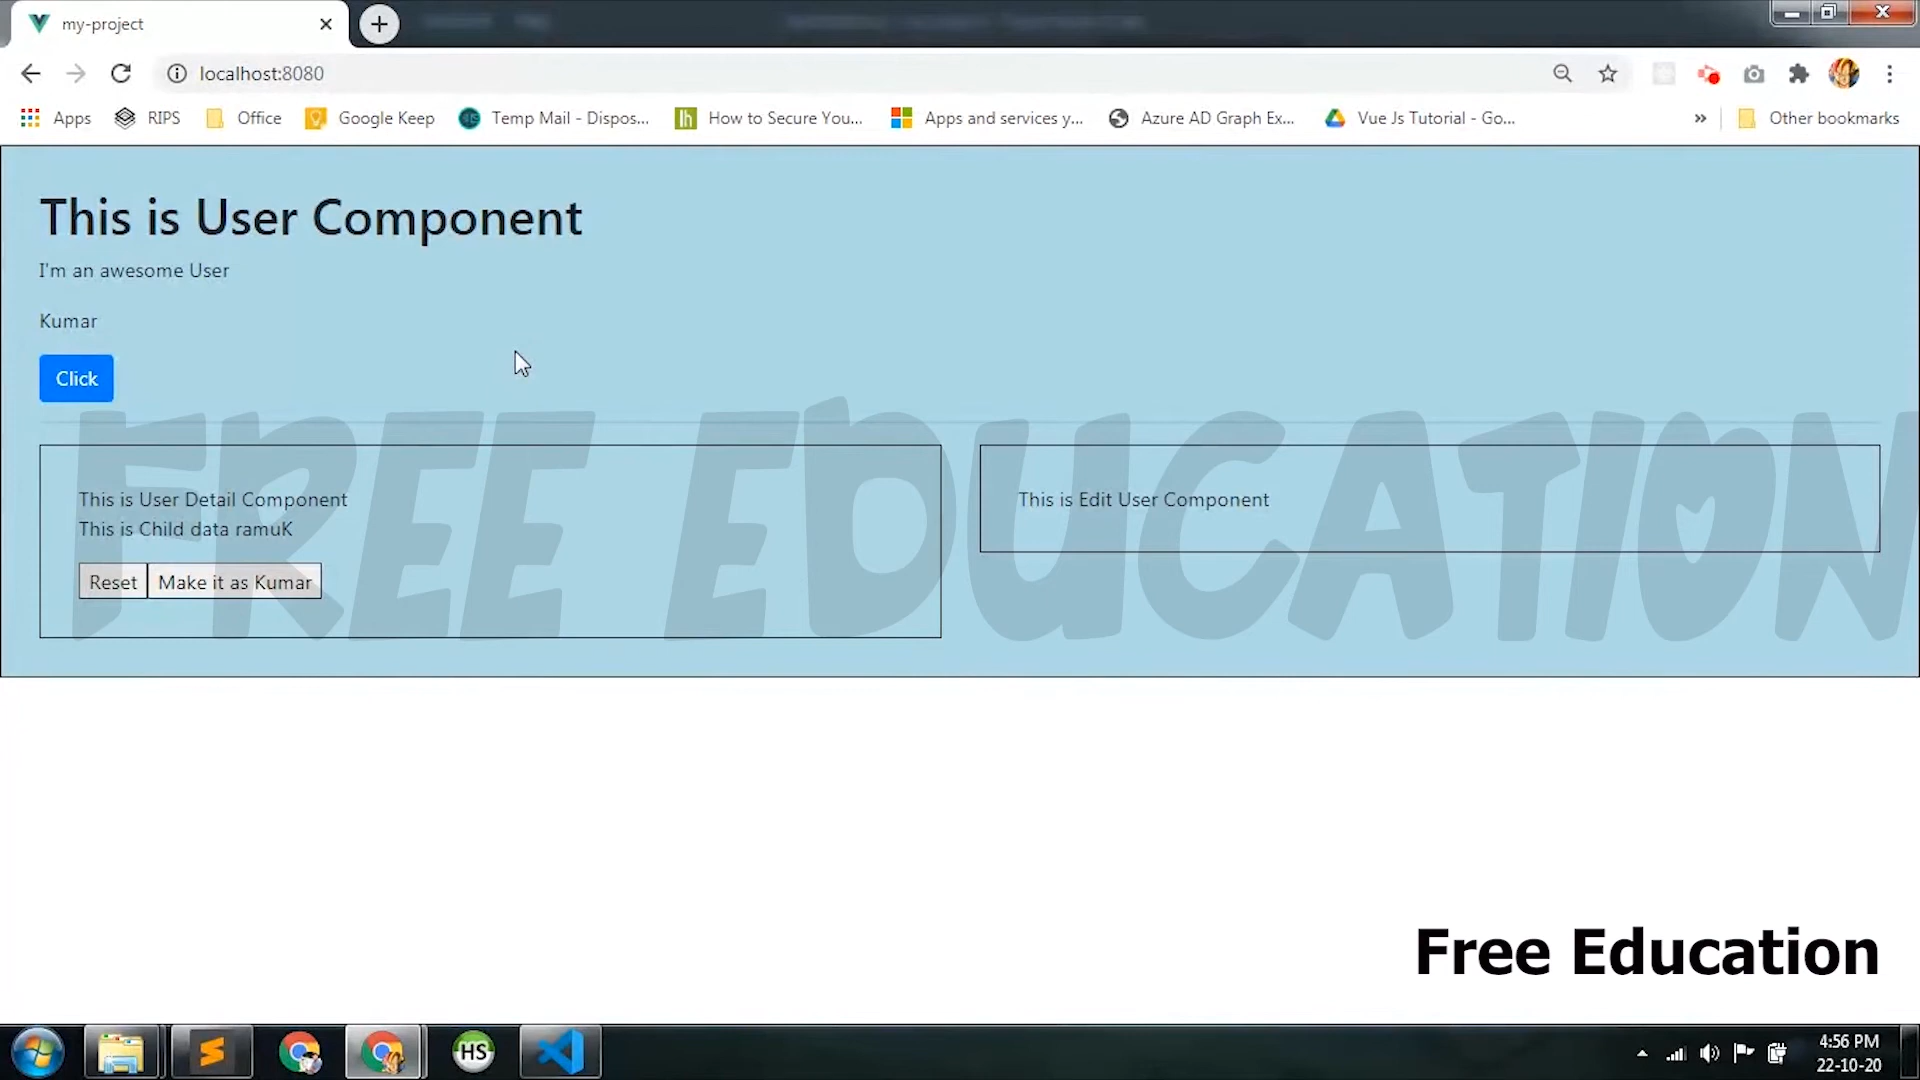 my-project
localhost:8080
Apps RIPS Office Google Keep Temp Mail - Dispos... How to Secure You... Apps and services y... Azure AD Graph Ex... Vue Js Tutorial - Go... » Other bookmarks
This is User Component
I'm an awesome User
Kumar
Click
FREE EDUCATION
This is User Detail Component
This is Child data ramuK
Reset Make it as Kumar
This is Edit User Component
Free Education
HS
4:56 PM
22-10-20